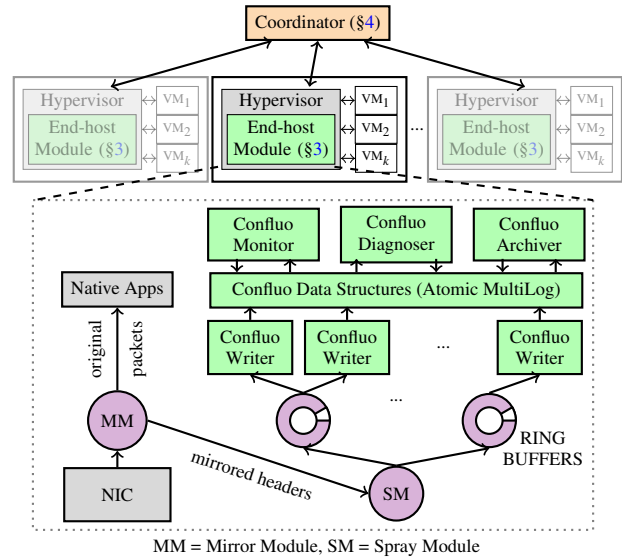 Coordinator (§4)
Hypervisor
End-host
Module (§3)
VM1
VM2
VMk
Hypervisor
End-host
Module (§3)
VM1
VM2
VMk
...
Hypervisor
End-host
Module (§3)
VM1
VM2
VMk
Confluo
Monitor
Confluo
Diagnoser
Confluo
Archiver
Native Apps
Confluo Data Structures (Atomic MultiLog)
original
packets
Confluo
Writer
Confluo
Writer
...
Confluo
Writer
...
MM
RING
BUFFERS
mirrored headers
NIC
SM
MM = Mirror Module, SM = Spray Module